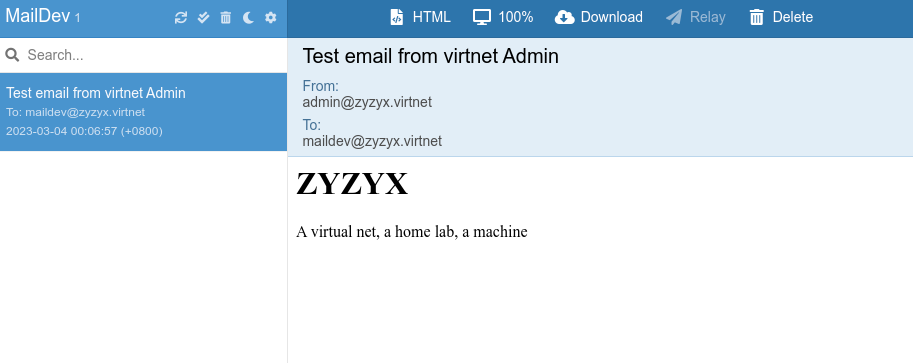 MailDev 1
HTML 100% Download Relay Delete
Search...
Test email from virtnet Admin
To: maildev@zyzyx.virtnet
2023-03-04 00:06:57 (+0800)
Test email from virtnet Admin
From:
admin@zyzyx.virtnet
To:
maildev@zyzyx.virtnet
ZYZYX
A virtual net, a home lab, a machine